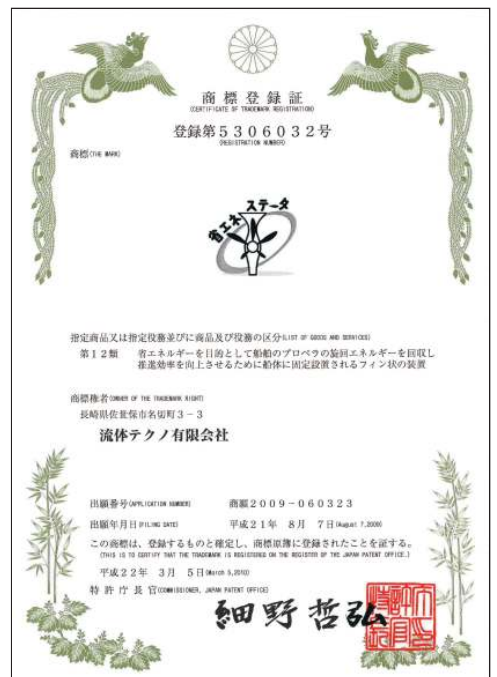 商標登録証
(CERTIFICATE OF TRADEMARK REGISTRATION)
登録第5306032号
(REGISTRATION NUMBER)
商標(THE MARK)
省エネステータ
指定商品又は指定役務並びに商品及び役務の区分(LIST OF GOODS AND SERVICES)
第12類 省エネルギーを目的として船舶のプロペラの旋回エネルギーを回収し
推進効率を向上させるために船体に固定設置されるフィン状の装置
商標権者(OWNER OF THE TRADEMARK RIGHT)
長崎県佐世保市名切町3-3
流体テクノ有限会社
出願番号(APPLICATION NUMBER) 商願2009-060323
出願年月日(FILING DATE) 平成21年 8月 7日(August 7,2009)
この商標は、登録するものと確定し、商標原簿に登録されたことを証する。
(THIS IS TO CERTIFY THAT THE TRADEMARK IS REGISTERED ON THE REGISTER OF THE JAPAN PATENT OFFICE.)
平成22年 3月 5日(March 5,2010)
特許庁長官(COMMISSIONER, JAPAN PATENT OFFICE)
細野哲弘